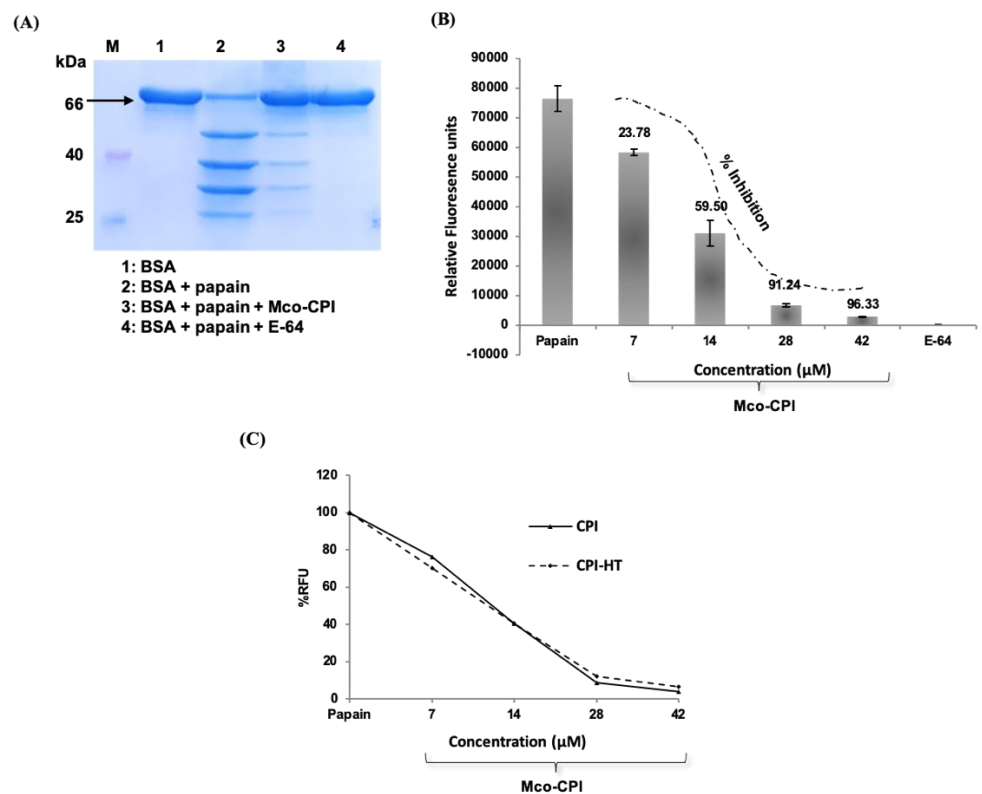 (A)
M 1 2 3 4
kDa
66
40
25
1: BSA
2: BSA + papain
3: BSA + papain + Mco-CPI
4: BSA + papain + E-64
(B)
Relative Fluoresence units
90000
80000
70000
60000
50000
40000
30000
20000
10000
0
-10000
23.78
59.50
91.24
96.33
% Inhibition
Papain 7 14 28 42 E-64
Concentration (μM)
Mco-CPI
(C)
%RFU
120
100
80
60
40
20
0
CPI
CPI-HT
Papain 7 14 28 42
Concentration (μM)
Mco-CPI